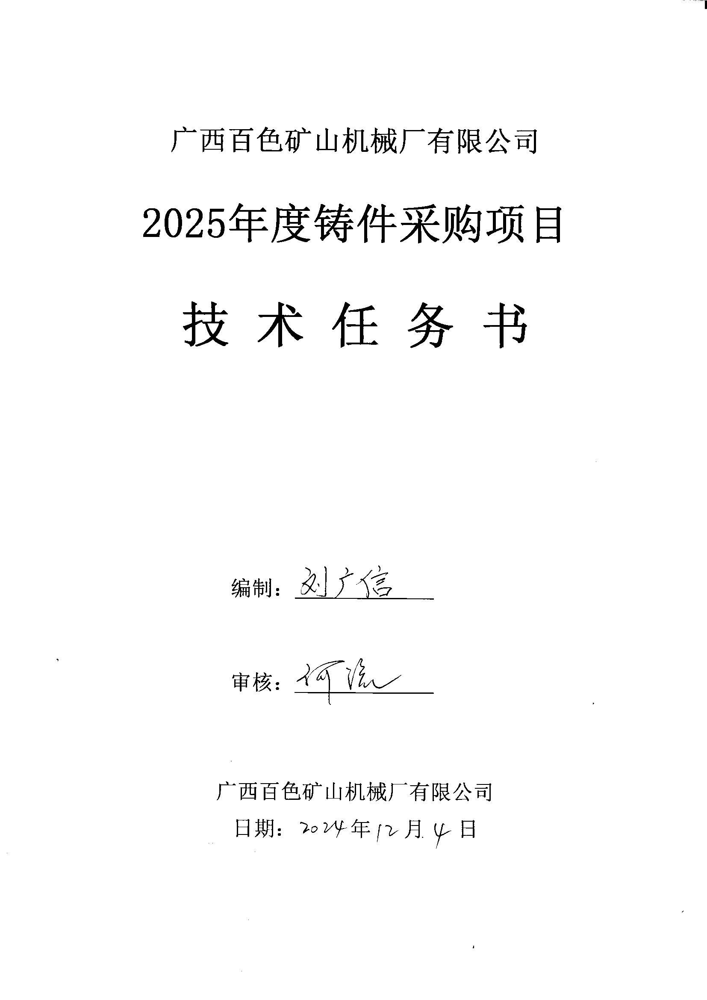 广西百色矿山机械厂有限公司
2025年度铸件采购项目
技术任务书
编制：刘广信
审核：何
广西百色矿山机械厂有限公司
日期：2024年12月4日